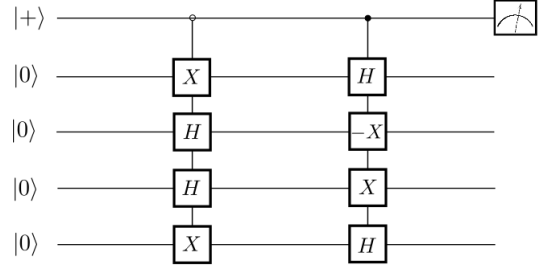 |+⟩
|0⟩ X H
|0⟩ H −X
|0⟩ H X
|0⟩ X H